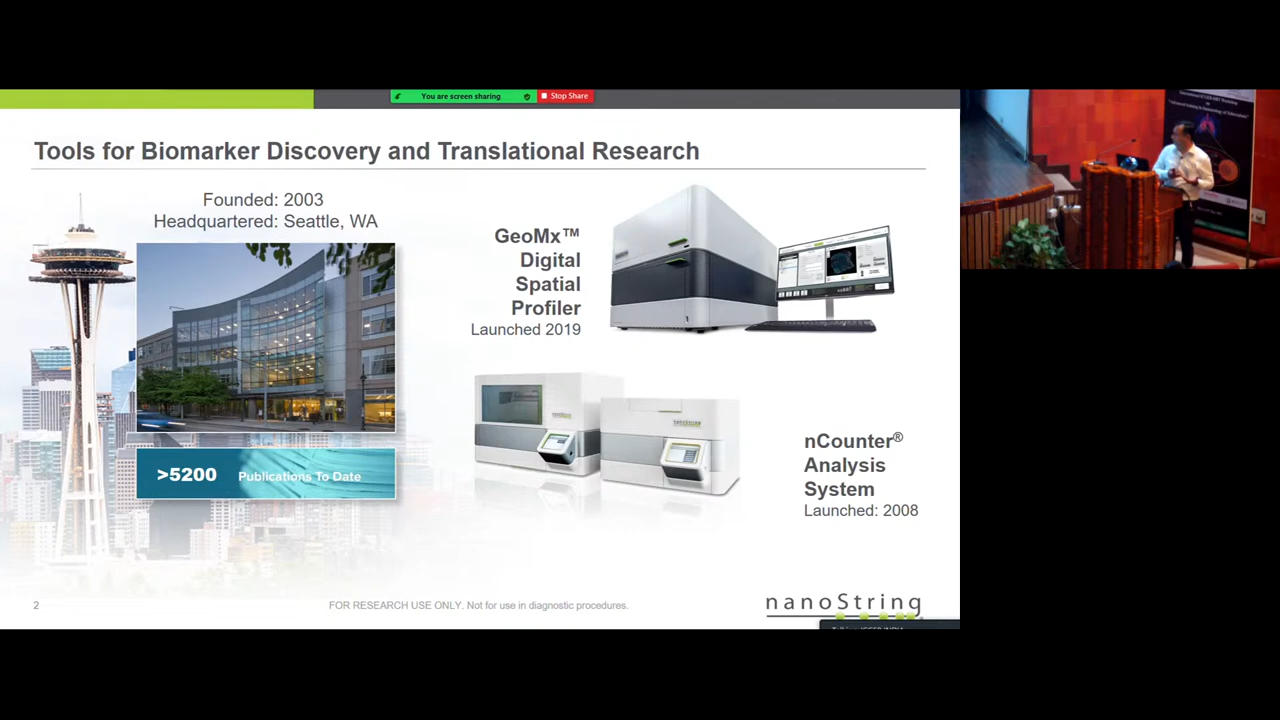 You are screen sharing
Stop Share
Tools for Biomarker Discovery and Translational Research
Founded: 2003
Headquartered: Seattle, WA
>5200 Publications To Date
GeoMx™
Digital
Spatial
Profiler
Launched 2019
nanoString
nanoString
nCounter®
Analysis
System
Launched: 2008
2
FOR RESEARCH USE ONLY. Not for use in diagnostic procedures.
nanoString